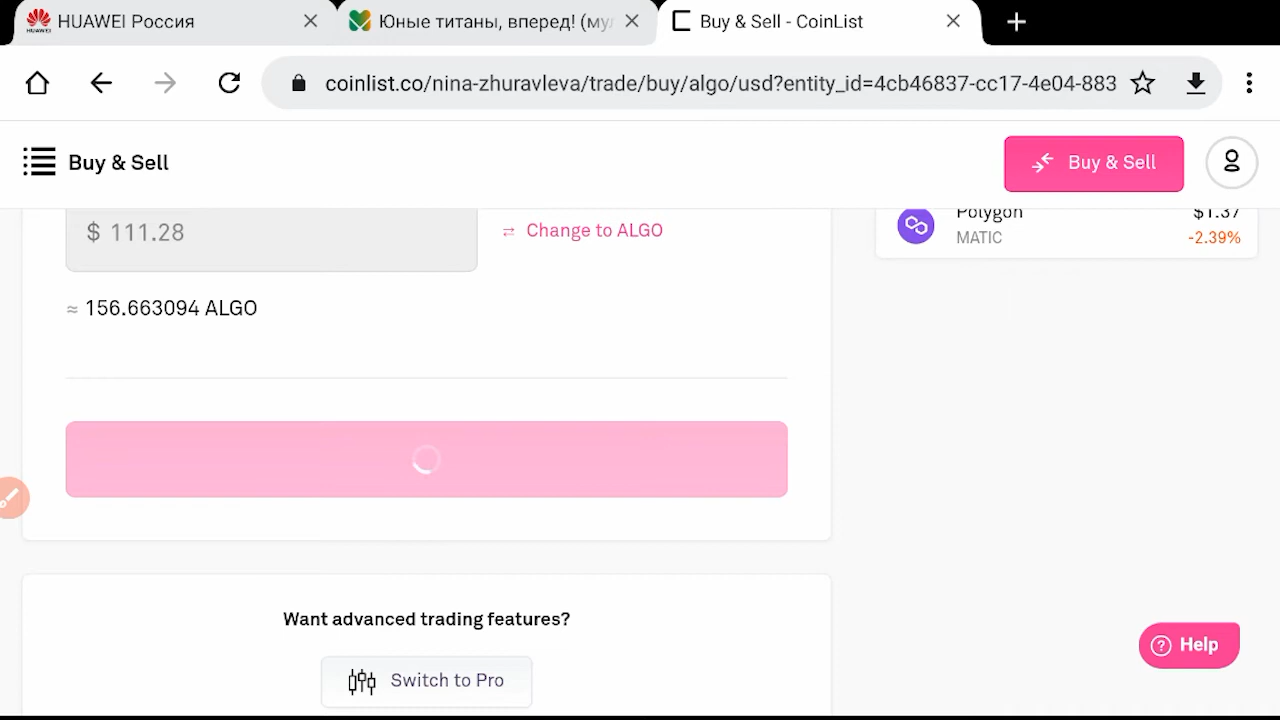 HUAWEI Россия
HUAWEI
Юные титаны, вперед! (му
Buy & Sell - CoinList
coinlist.co/nina-zhuravleva/trade/buy/algo/usd?entity_id=4cb46837-cc17-4e04-883
Buy & Sell
Buy & Sell
$ 111.28
Change to ALGO
Polygon
$1.37
MATIC
-2.39%
≈ 156.663094 ALGO
Want advanced trading features?
Switch to Pro
Help